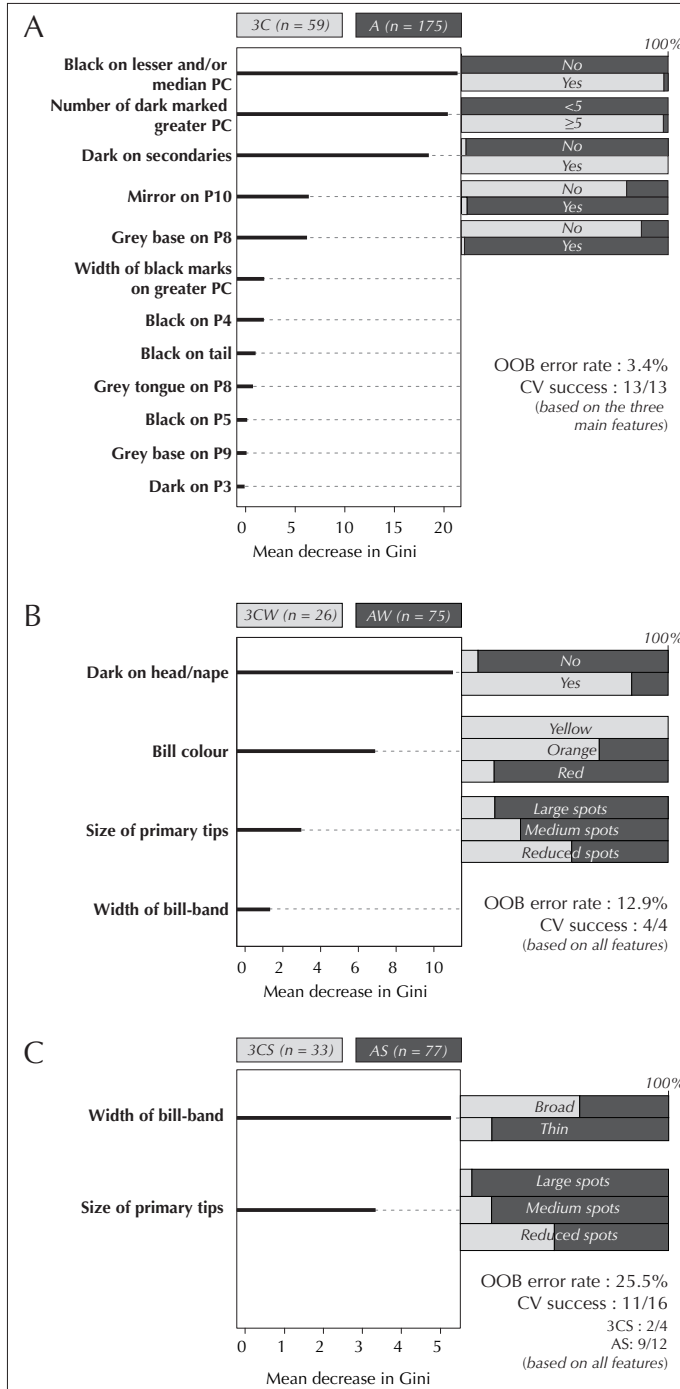 A
3C (n = 59) A (n = 175)
100%
Black on lesser and/or
median PC
No
Yes
Number of dark marked
greater PC
<5
≥5
Dark on secondaries
No
Yes
Mirror on P10
No
Yes
Grey base on P8
No
Yes
Width of black marks
on greater PC
Black on P4
Black on tail
Grey tongue on P8
Black on P5
Grey base on P9
Dark on P3
OOB error rate : 3.4%
CV success : 13/13
(based on the three
main features)
0 5 10 15 20
Mean decrease in Gini
B
3CW (n = 26) AW (n = 75)
100%
Dark on head/nape
No
Yes
Bill colour
Yellow
Orange
Red
Size of primary tips
Large spots
Medium spots
Reduced spots
Width of bill-band
OOB error rate : 12.9%
CV success : 4/4
(based on all features)
0 2 4 6 8 10
Mean decrease in Gini
C
3CS (n = 33) AS (n = 77)
100%
Width of bill-band
Broad
Thin
Size of primary tips
Large spots
Medium spots
Reduced spots
OOB error rate : 25.5%
CV success : 11/16
3CS : 2/4
AS: 9/12
(based on all features)
0 1 2 3 4 5
Mean decrease in Gini